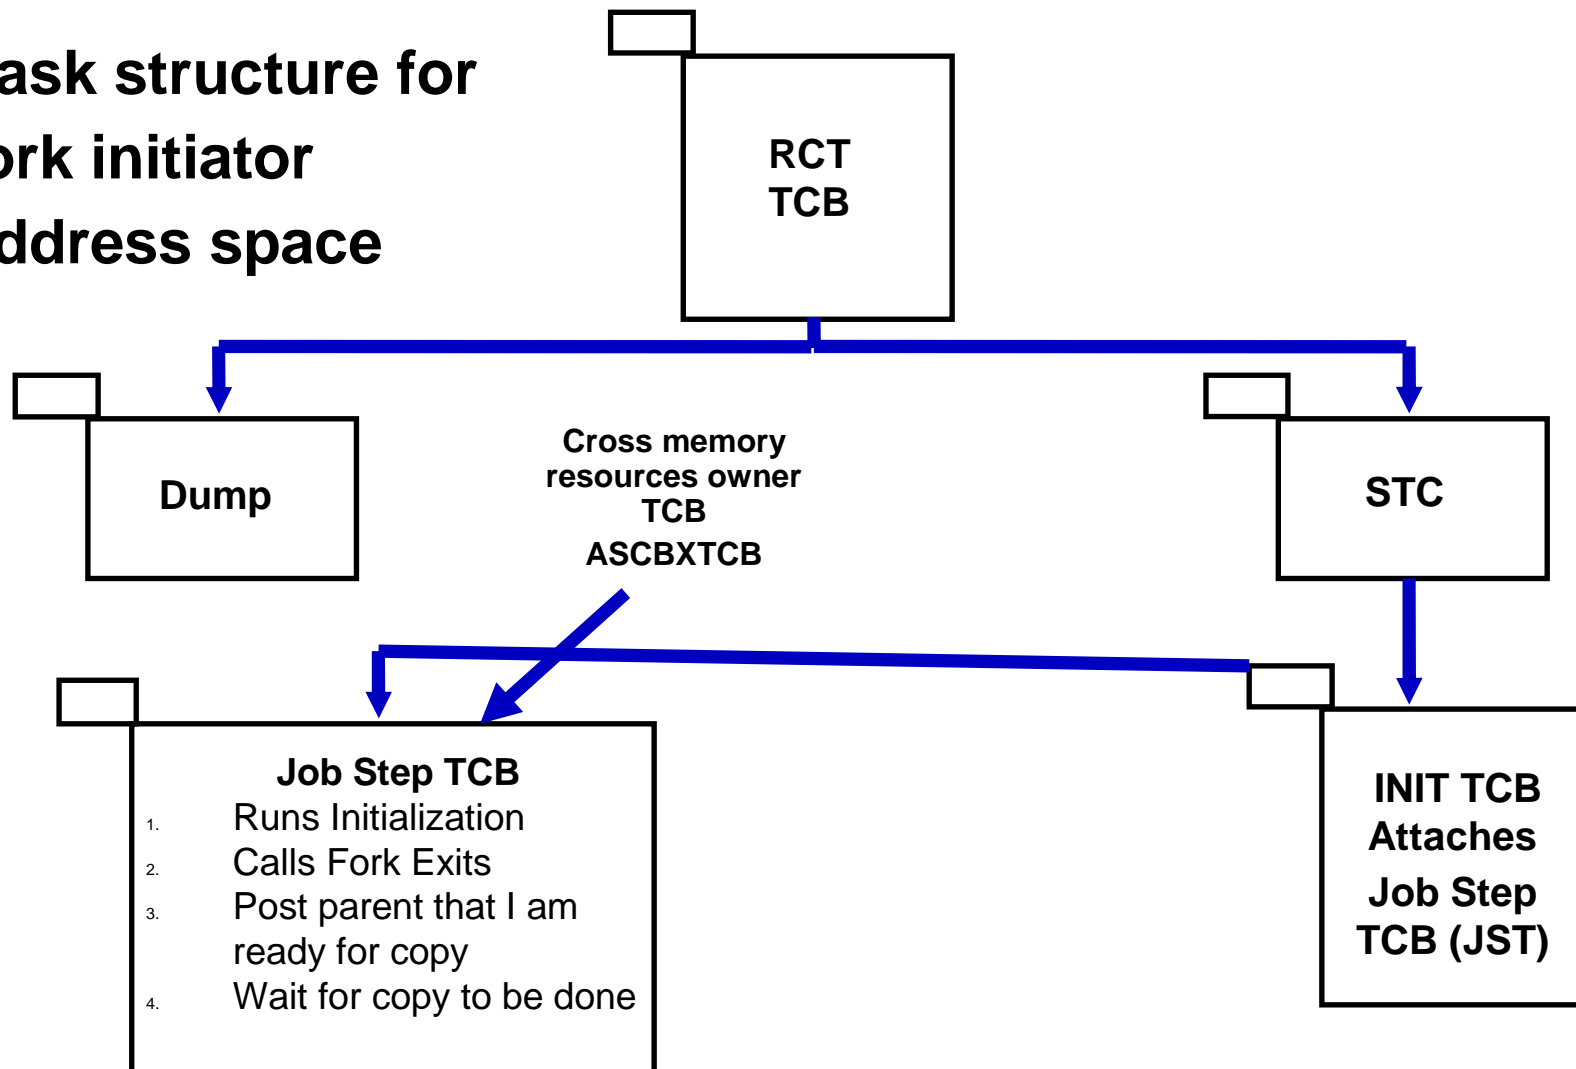 ask structure for
ork initiator
ddress space
RCT
TCB
Dump
Cross memory
resources owner
TCB
ASCBXTCB
STC
Job Step TCB
1. Runs Initialization
2. Calls Fork Exits
3. Post parent that I am
ready for copy
4. Wait for copy to be done
INIT TCB
Attaches
Job Step
TCB (JST)